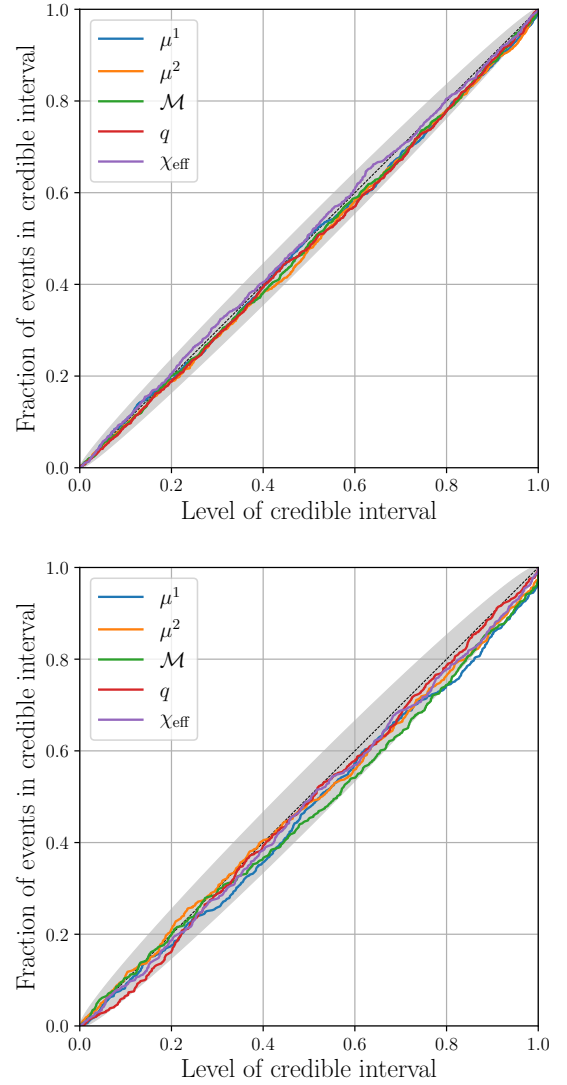 1.0
0.8
0.6
0.4
0.2
0.0
Fraction of events in credible interval
μ¹
μ²
ℳ
q
χ_eff
0.0 0.2 0.4 0.6 0.8 1.0
Level of credible interval
1.0
0.8
0.6
0.4
0.2
0.0
Fraction of events in credible interval
μ¹
μ²
ℳ
q
χ_eff
0.0 0.2 0.4 0.6 0.8 1.0
Level of credible interval